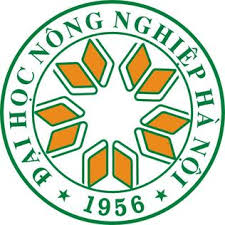 ĐẠI HỌC NÔNG NGHIỆP HÀ NỘI
1956